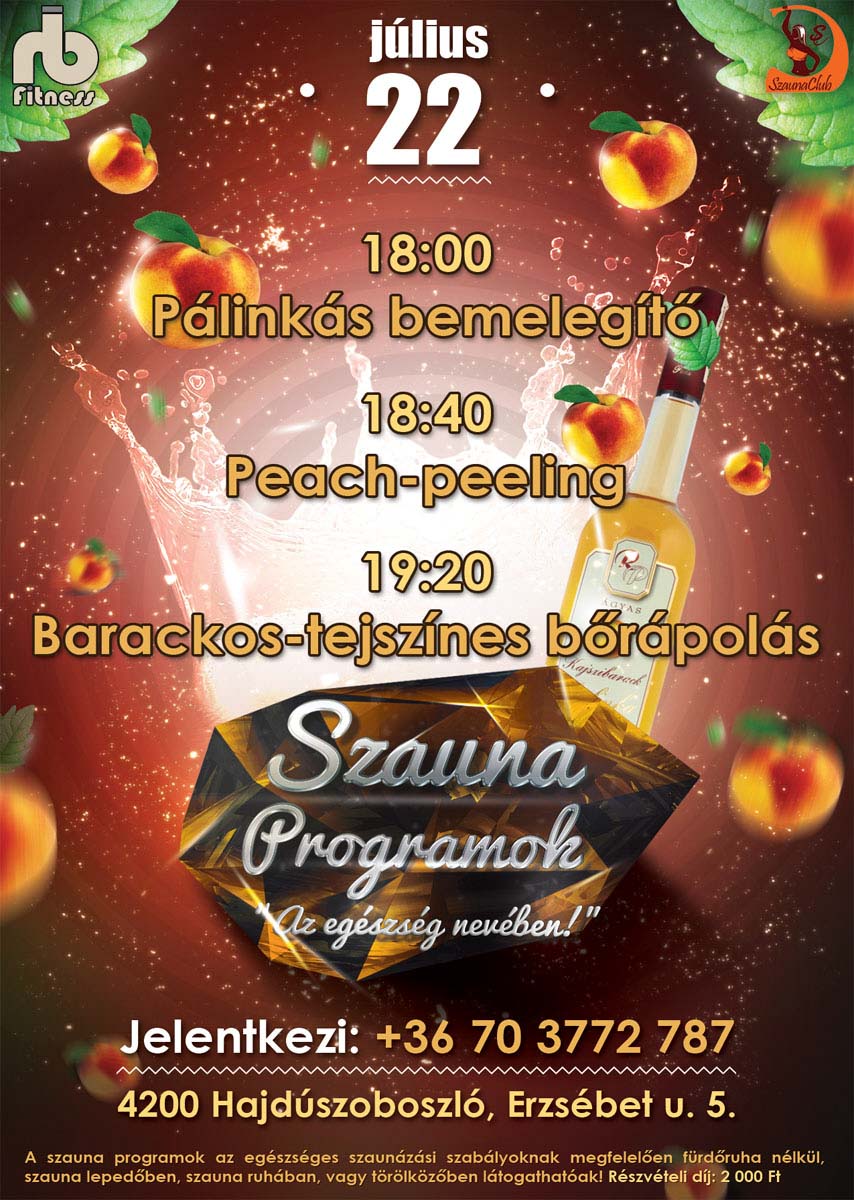 rb
Fitness
SzaunaClub
július
22
18:00
Pálinkás bemelegítő
18:40
Peach-peeling
19:20
Barackos-tejszínes bőrápolás
ÁGYAS
Kajszibarack
Szauna
Programok
"Az egészség nevében!"
Jelentkezi: +36 70 3772 787
4200 Hajdúszoboszló, Erzsébet u. 5.
A szauna programok az egészséges szaunázási szabályoknak megfelelően fürdőruha nélkül,
szauna lepedőben, szauna ruhában, vagy törölközőben látogathatóak! Részvételi díj: 2 000 Ft